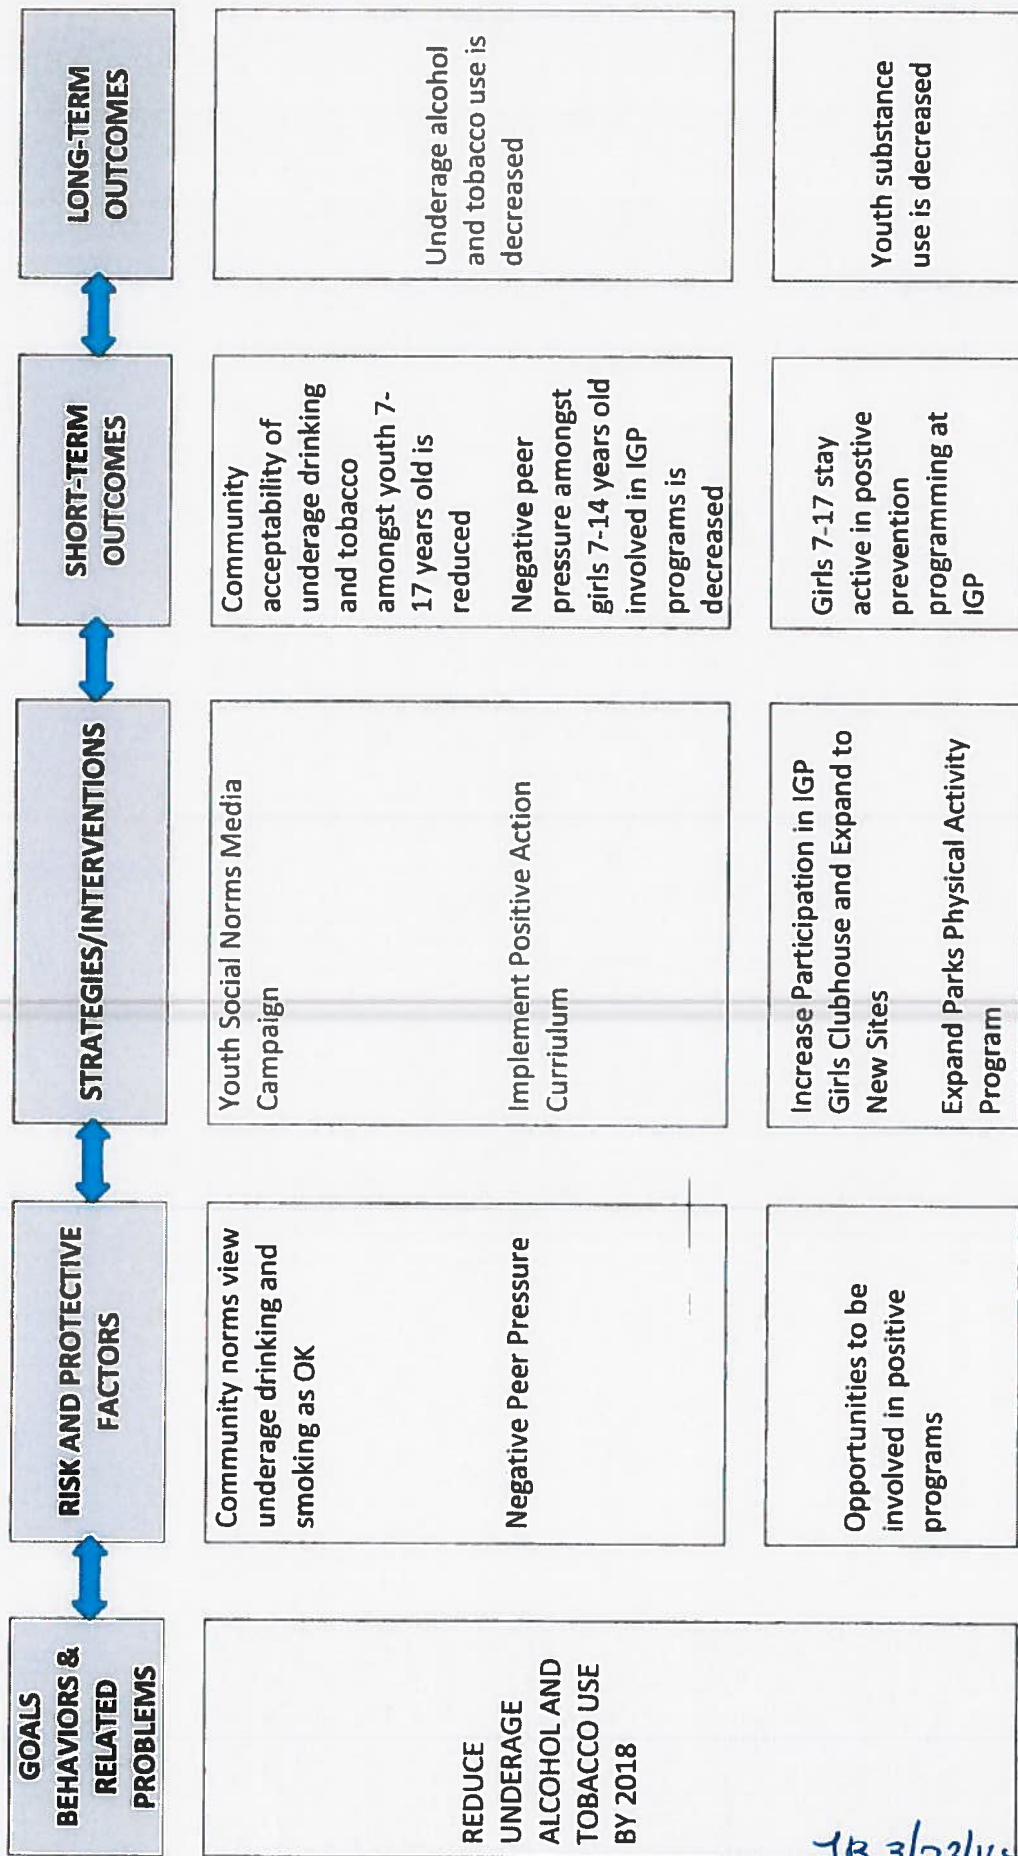 GOALS
BEHAVIORS &
RELATED
PROBLEMS
RISK AND PROTECTIVE
FACTORS
STRATEGIES/INTERVENTIONS
SHORT-TERM
OUTCOMES
LONG-TERM
OUTCOMES
REDUCE
UNDERAGE
ALCOHOL AND
TOBACCO USE
BY 2018
Community norms view
underage drinking and
smoking as OK
Negative Peer Pressure
Youth Social Norms Media
Campaign
Implement Positive Action
Curriulum
Community
acceptability of
underage drinking
and tobacco
amongst youth 7-
17 years old is
reduced
Negative peer
pressure amongst
girls 7-14 years old
involved in IGP
programs is
decreased
Underage alcohol
and tobacco use is
decreased
Opportunities to be
involved in positive
programs
Increase Participation in IGP
Girls Clubhouse and Expand to
New Sites
Expand Parks Physical Activity
Program
Girls 7-17 stay
active in postive
prevention
programming at
IGP
Youth substance
use is decreased